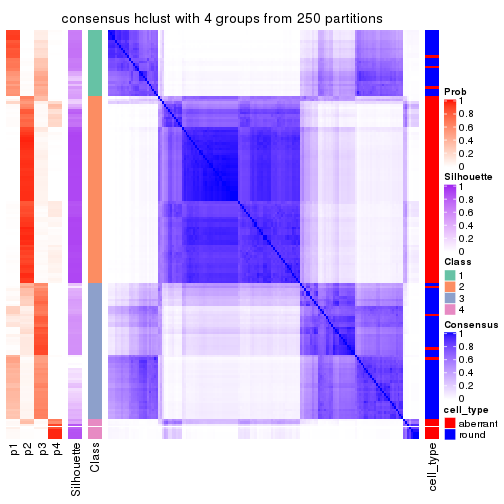 consensus hclust with 4 groups from 250 partitions
Prob
1
0.8
0.6
0.4
0.2
0
Silhouette
1
0.8
0.6
0.4
0.2
0
Class
1
2
3
4
Consensus
1
0.8
0.6
0.4
0.2
0
cell_type
aberrant
round
p1
p2
p3
p4
Silhouette
Class
cell_type